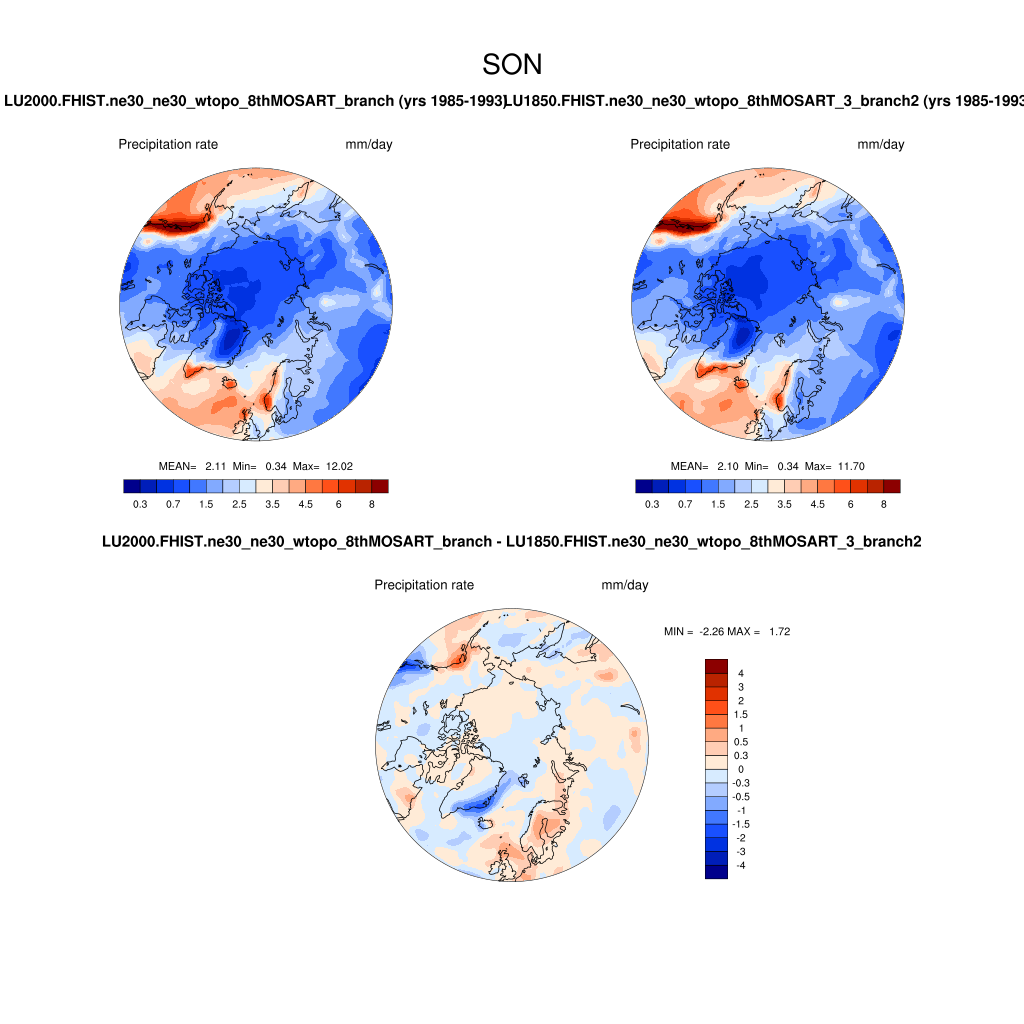 SON
LU2000.FHIST.ne30_ne30_wtopo_8thMOSART_branch (yrs 1985-1993)
LU1850.FHIST.ne30_ne30_wtopo_8thMOSART_3_branch2 (yrs 1985-1993
Precipitation rate mm/day
Precipitation rate mm/day
MEAN= 2.11 Min= 0.34 Max= 12.02
0.3 0.7 1.5 2.5 3.5 4.5 6 8
MEAN= 2.10 Min= 0.34 Max= 11.70
0.3 0.7 1.5 2.5 3.5 4.5 6 8
LU2000.FHIST.ne30_ne30_wtopo_8thMOSART_branch - LU1850.FHIST.ne30_ne30_wtopo_8thMOSART_3_branch2
Precipitation rate mm/day
MIN = -2.26 MAX = 1.72
4
3
2
1.5
1
0.5
0.3
0
-0.3
-0.5
-1
-1.5
-2
-3
-4